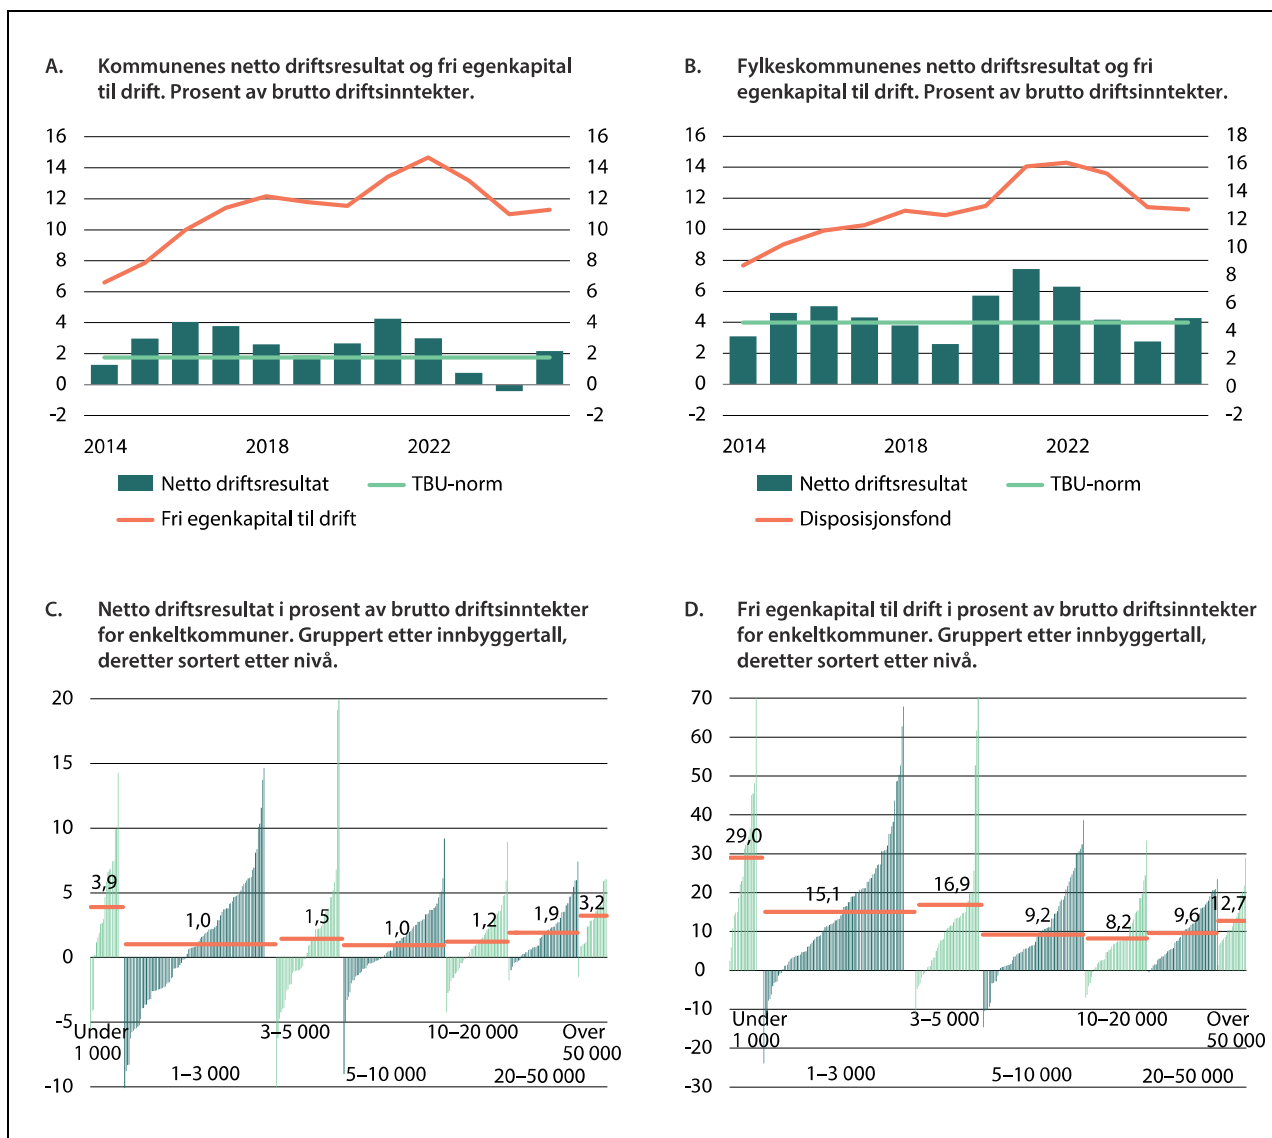 A. Kommunenes netto driftsresultat og fri egenkapital
til drift. Prosent av brutto driftsinntekter.
16 16
14 14
12 12
10 10
8 8
6 6
4 4
2 2
0 0
-2 -2
2014 2018 2022
Netto driftsresultat TBU-norm
Fri egenkapital til drift
B. Fylkeskommunenes netto driftsresultat og fri
egenkapital til drift. Prosent av brutto driftsinntekter.
16 18
14 16
12 14
10 12
8 10
6 8
4 6
2 4
0 2
-2 0
-2
2014 2018 2022
Netto driftsresultat TBU-norm
Disposisjonsfond
C. Netto driftsresultat i prosent av brutto driftsinntekter
for enkeltkommuner. Gruppert etter innbyggertall,
deretter sortert etter nivå.
20
15
10
5
0
-5
-10
3,9 1,0 1,5 1,0 1,2 1,9 3,2
Under
1 000
1–3 000
3–5 000
5–10 000
10–20 000
20–50 000
Over
50 000
D. Fri egenkapital til drift i prosent av brutto driftsinntekter
for enkeltkommuner. Gruppert etter innbyggertall,
deretter sortert etter nivå.
70
60
50
40
30
20
10
0
-10
-20
-30
29,0 15,1 16,9 9,2 8,2 9,6 12,7
Under
1 000
1–3 000
3–5 000
5–10 000
10–20 000
20–50 000
Over
50 000